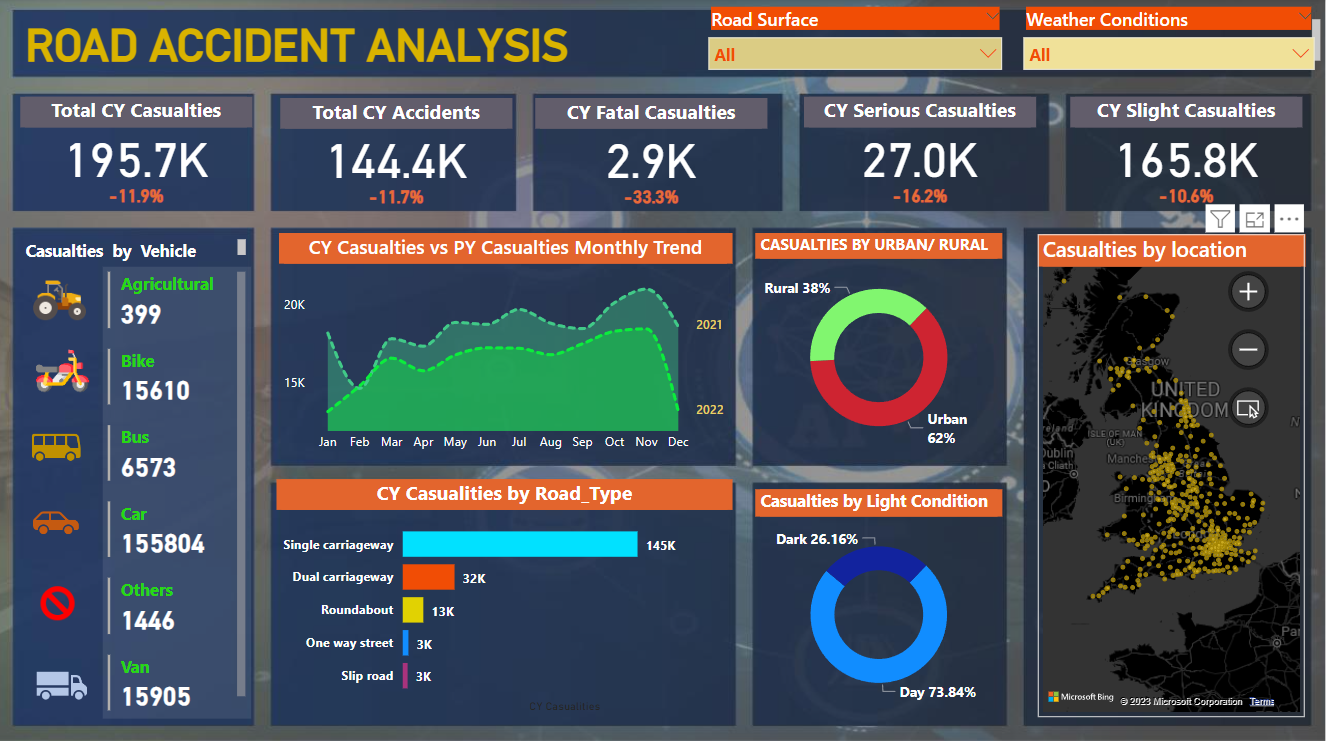 ROAD ACCIDENT ANALYSIS
Road Surface
All
Weather Conditions
All
Total CY Casualties
195.7K
-11.9%
Total CY Accidents
144.4K
-11.7%
CY Fatal Casualties
2.9K
-33.3%
CY Serious Casualties
27.0K
-16.2%
CY Slight Casualties
165.8K
-10.6%
Casualties by Vehicle
Agricultural
399
Bike
15610
Bus
6573
Car
155804
Others
1446
Van
15905
CY Casualties vs PY Casualties Monthly Trend
20K
15K
2021
2022
Jan Feb Mar Apr May Jun Jul Aug Sep Oct Nov Dec
CY Casualities by Road_Type
Single carriageway 145K
Dual carriageway 32K
Roundabout 13K
One way street 3K
Slip road 3K
CY Casualities
CASUALTIES BY URBAN/ RURAL
Rural 38%
Urban
62%
Casualties by Light Condition
Dark 26.16%
Day 73.84%
Casualties by location
Glasgow
UNITED
KINGDOM
ISLE OF MAN
(UK)
Dublin
Cliath
Microsoft Bing
© 2023 Microsoft Corporation Terms